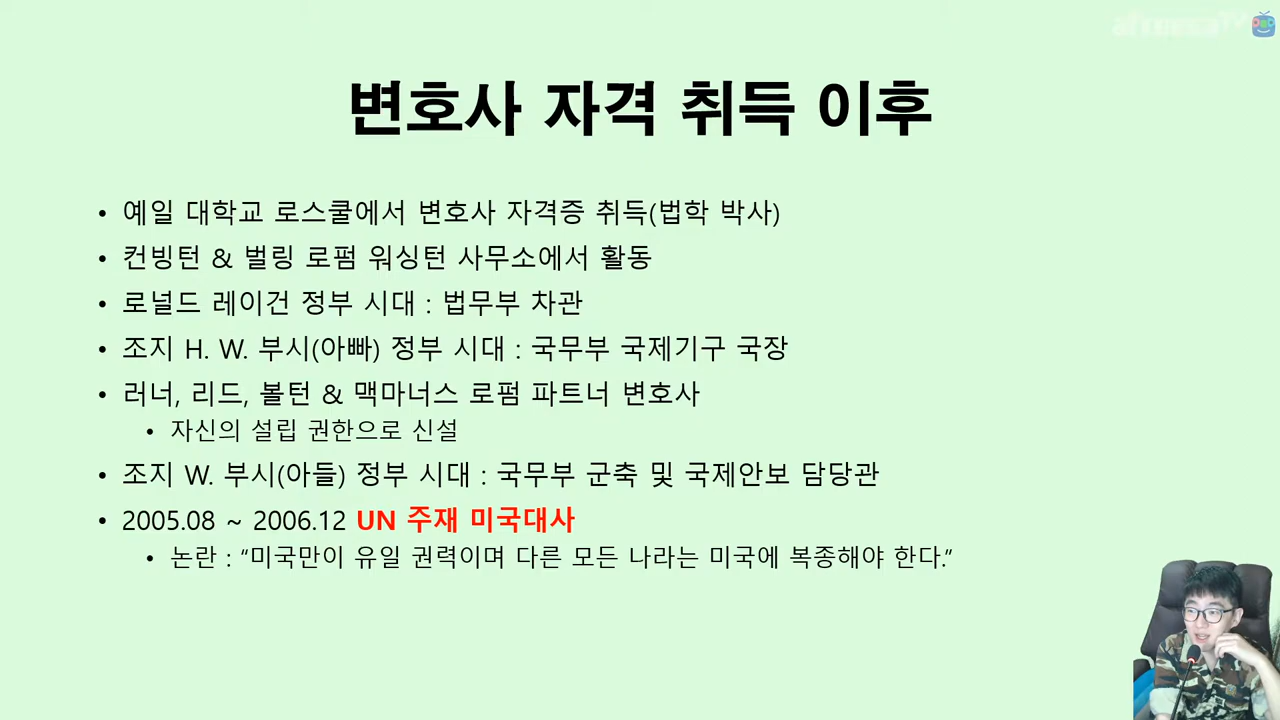 변호사 자격 취득 이후
• 예일 대학교 로스쿨에서 변호사 자격증 취득(법학 박사)
• 컨빙턴 & 벌링 로펌 워싱턴 사무소에서 활동
• 로널드 레이건 정부 시대 : 법무부 차관
• 조지 H. W. 부시(아빠) 정부 시대 : 국무부 국제기구 국장
• 러너, 리드, 볼턴 & 맥마너스 로펌 파트너 변호사
• 자신의 설립 권한으로 신설
• 조지 W. 부시(아들) 정부 시대 : 국무부 군축 및 국제안보 담당관
• 2005.08 ~ 2006.12 UN 주재 미국대사
• 논란 : “미국만이 유일 권력이며 다른 모든 나라는 미국에 복종해야 한다.”